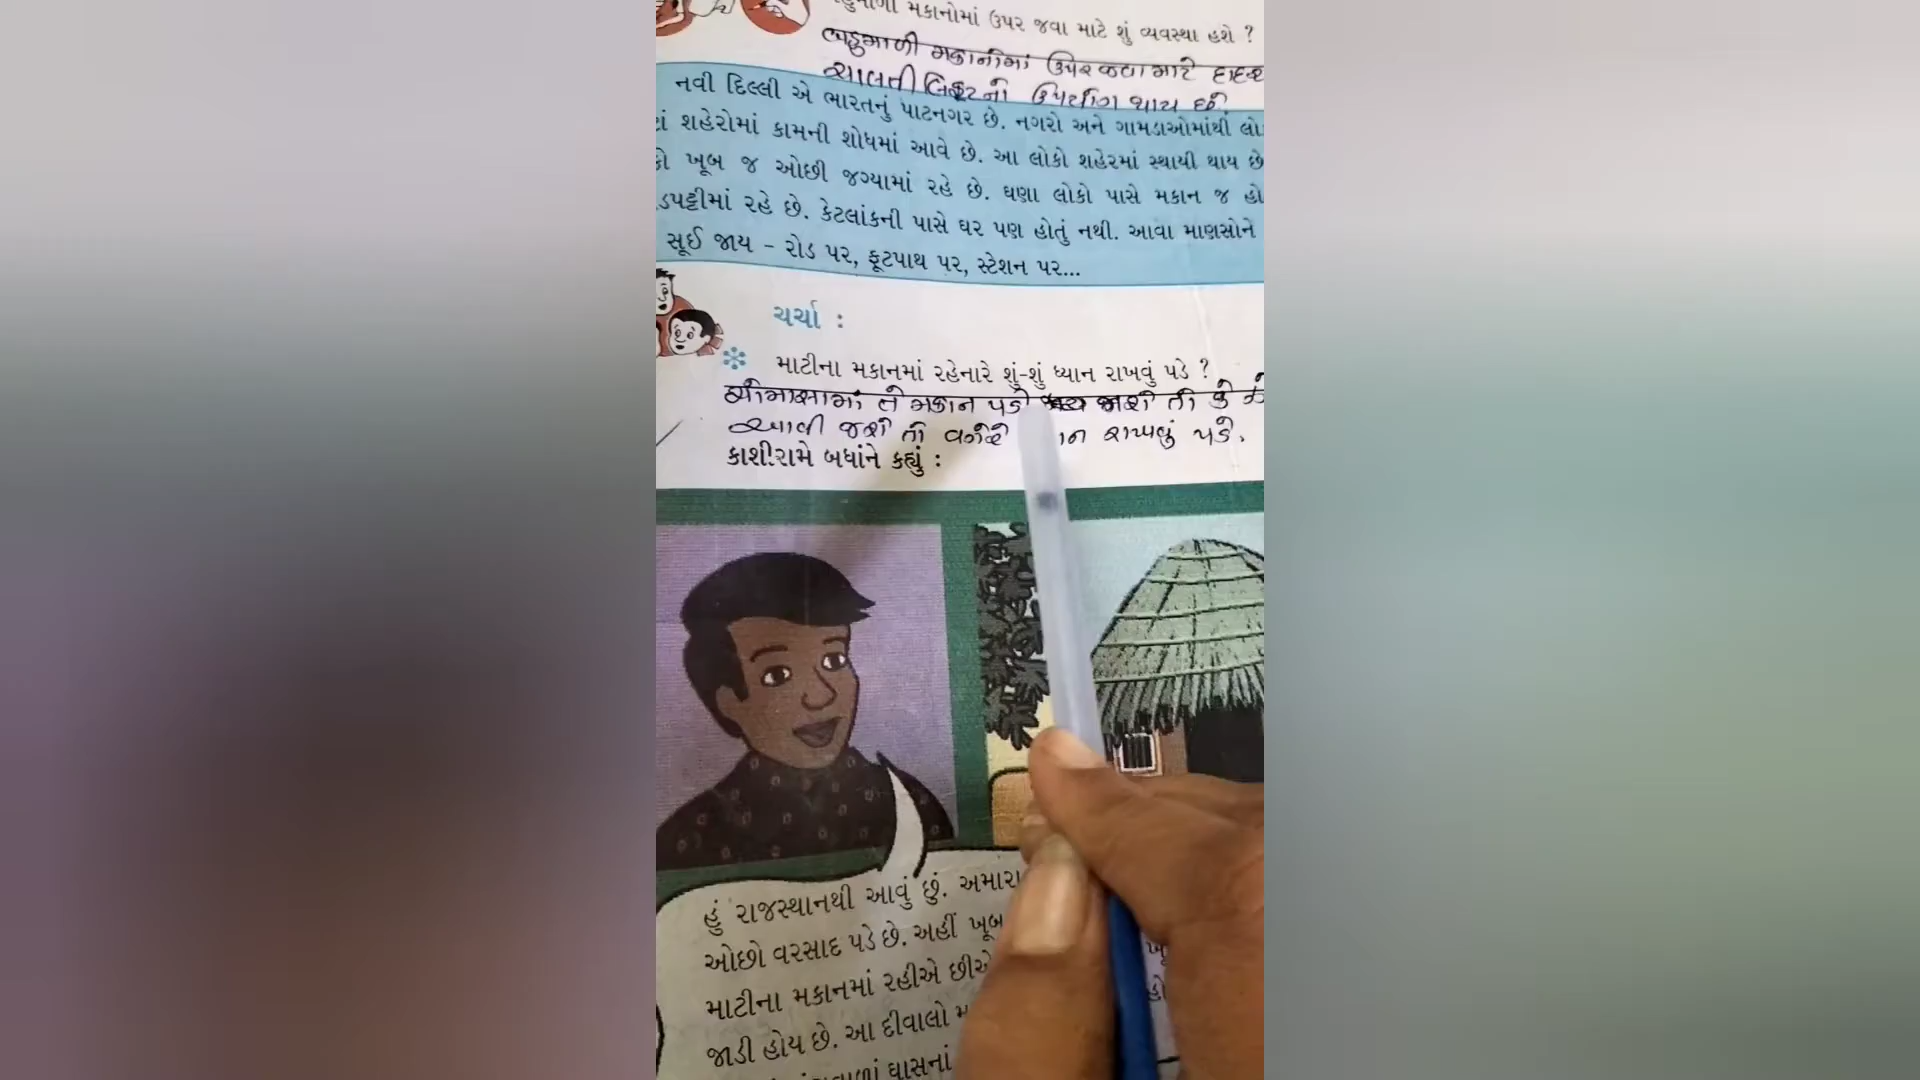 મકાનોમાં ઉપર જવા માટે શું વ્યવસ્થા હશે ?
બહુમાળી મકાનોમાં ઉપર જવા માટે દાદર
ચાલતી લિફ્ટનો ઉપયોગ થાય છે.
નવી દિલ્લી એ ભારતનું પાટનગર છે. નગરો અને ગામડાઓમાંથી
શહેરોમાં કામની શોધમાં આવે છે. આ લોકો શહેરમાં સ્થાયી થાય છે
ખૂબ જ ઓછી જગ્યામાં રહે છે. ઘણા લોકો પાસે મકાન જ
ડપટ્ટીમાં રહે છે. કેટલાંકની પાસે ઘર પણ હોતું નથી. આવા માણસોને
સૂઈ જાય - રોડ પર, ફૂટપાથ પર, સ્ટેશન પર...
ચર્ચા :
માટીના મકાનમાં રહેનારે શું-શું ધ્યાન રાખવું પડે ?
ચોમાસામાં તે મકાન પડી જશે તો કે
આવી જશે તો વગેરે રાખવું પડે.
કાશીરામે બધાંને કહ્યું :
હું રાજસ્થાનથી આવું છું. અમારા
ઓછો વરસાદ પડે છે. અહીં ખૂબ
માટીના મકાનમાં રહીએ છીએ
જાડી હોય છે. આ દીવાલો
ઘાસનાં